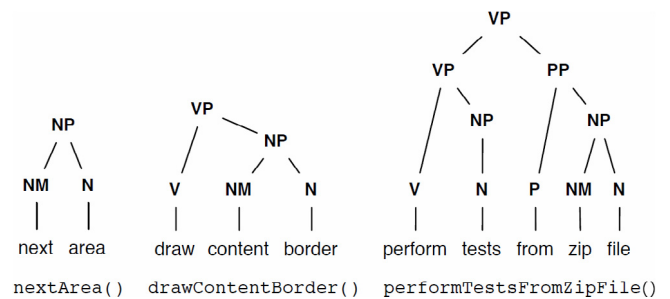 VP
VP PP
NP VP NP NP
NP
NM N V NM N V N P NM N
next area draw content border perform tests from zip file
nextArea() drawContentBorder() performTestsFromZipFile()